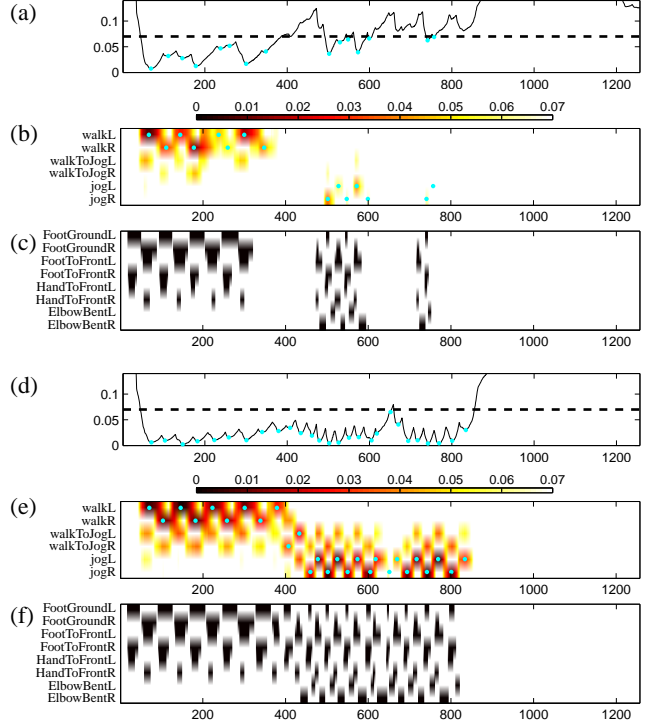 (a)
0.1
0.05
0
200 400 600 800 1000 1200
0 0.01 0.02 0.03 0.04 0.05 0.06 0.07
(b)
walkL
walkR
walkToJogL
walkToJogR
jogL
jogR
200 400 600 800 1000 1200
(c)
FootGroundL
FootGroundR
FootToFrontL
FootToFrontR
HandToFrontL
HandToFrontR
ElbowBentL
ElbowBentR
200 400 600 800 1000 1200
(d)
0.1
0.05
0
200 400 600 800 1000 1200
0 0.01 0.02 0.03 0.04 0.05 0.06 0.07
(e)
walkL
walkR
walkToJogL
walkToJogR
jogL
jogR
200 400 600 800 1000 1200
(f)
FootGroundL
FootGroundR
FootToFrontL
FootToFrontR
HandToFrontL
HandToFrontR
ElbowBentL
ElbowBentR
200 400 600 800 1000 1200